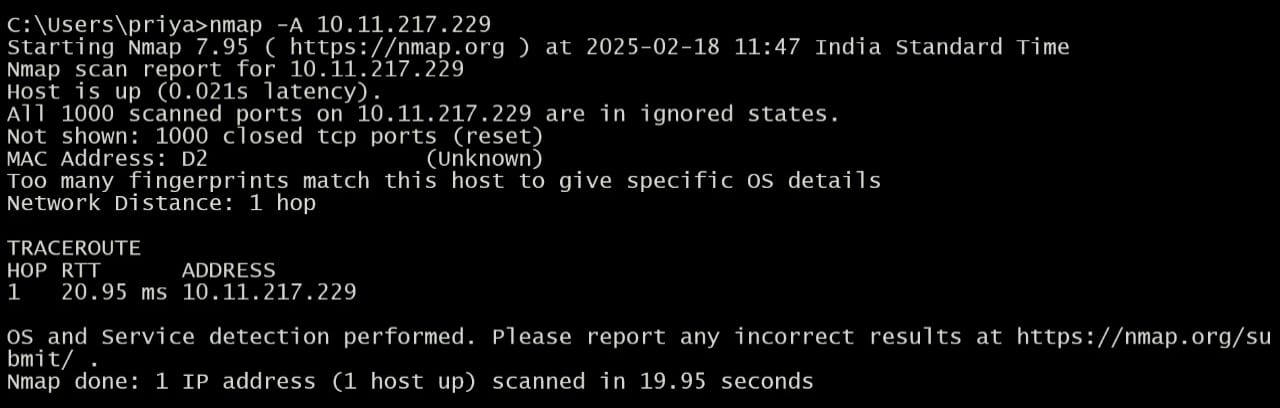 C:\Users\priya>nmap -A 10.11.217.229
Starting Nmap 7.95 ( https://nmap.org ) at 2025-02-18 11:47 India Standard Time
Nmap scan report for 10.11.217.229
Host is up (0.021s latency).
All 1000 scanned ports on 10.11.217.229 are in ignored states.
Not shown: 1000 closed tcp ports (reset)
MAC Address: D2 (Unknown)
Too many fingerprints match this host to give specific OS details
Network Distance: 1 hop
TRACEROUTE
HOP RTT ADDRESS
1 20.95 ms 10.11.217.229
OS and Service detection performed. Please report any incorrect results at https://nmap.org/su
bmit/ .
Nmap done: 1 IP address (1 host up) scanned in 19.95 seconds